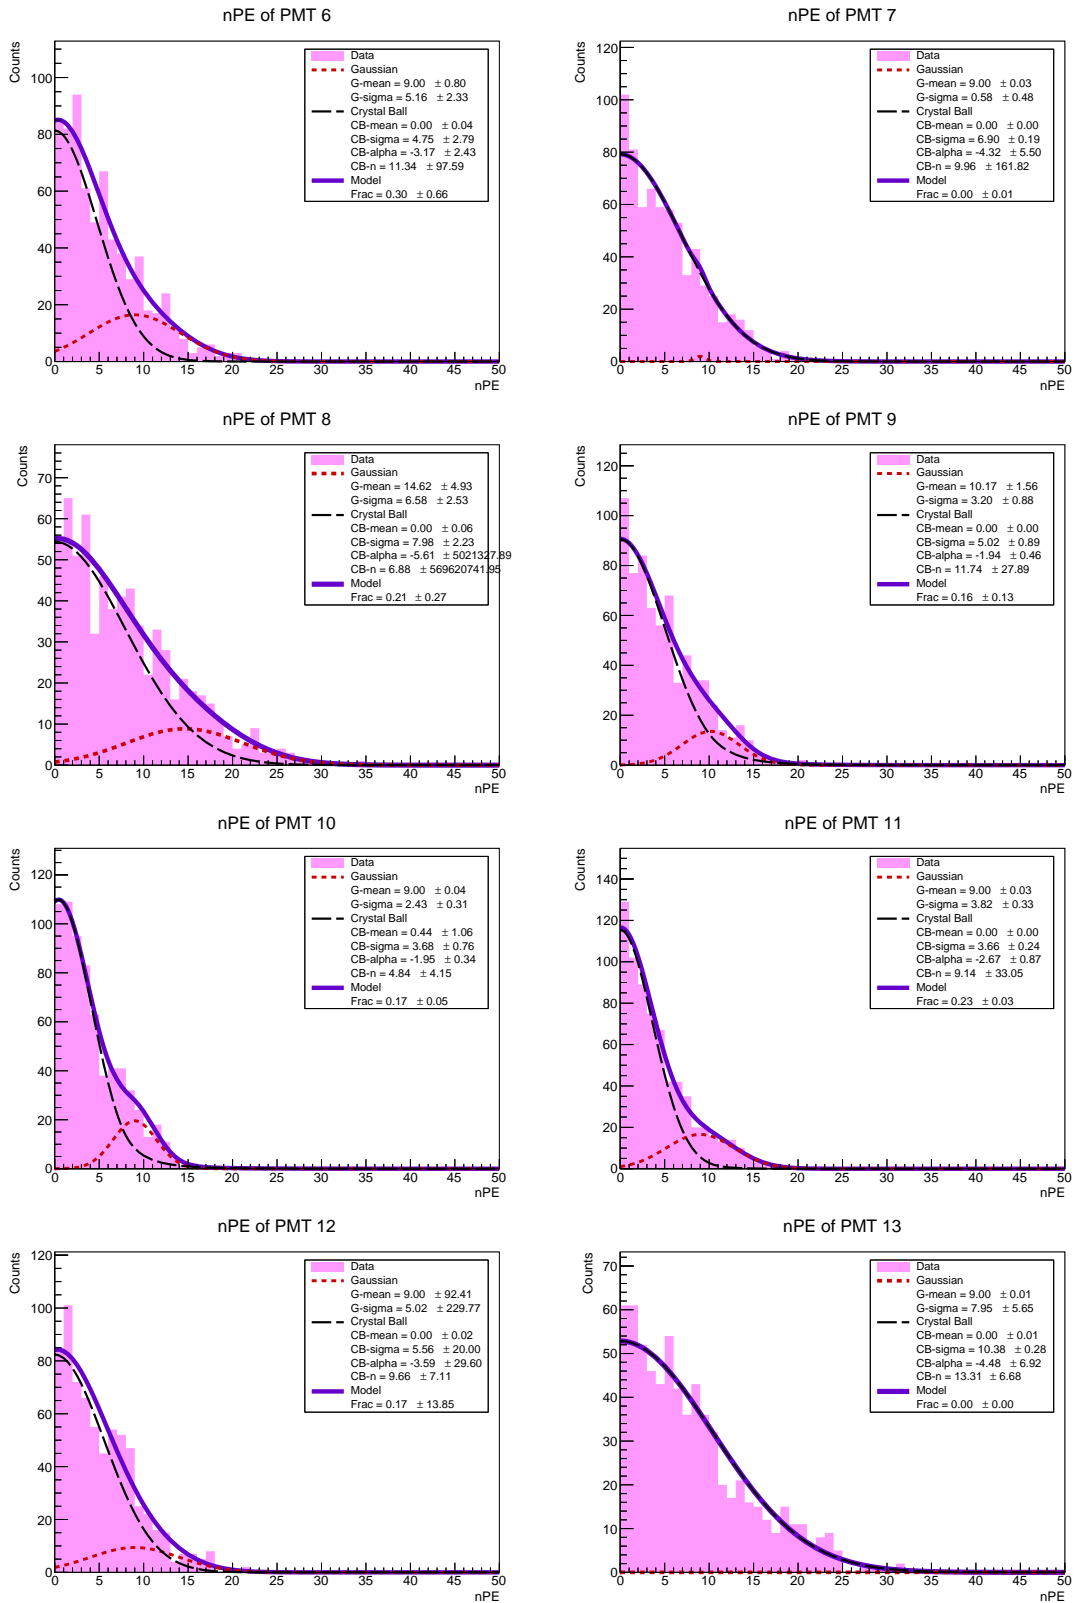 nPE of PMT 6
Counts
Data
Gaussian
G-mean = 9.00 ± 0.80
G-sigma = 5.16 ± 2.33
Crystal Ball
CB-mean = 0.00 ± 0.04
CB-sigma = 4.75 ± 2.79
CB-alpha = -3.17 ± 2.43
CB-n = 11.34 ± 97.59
Model
Frac = 0.30 ± 0.66
100
80
60
40
20
0
0 5 10 15 20 25 30 35 40 45 50
nPE
nPE of PMT 7
Counts
Data
Gaussian
G-mean = 9.00 ± 0.03
G-sigma = 0.58 ± 0.48
Crystal Ball
CB-mean = 0.00 ± 0.00
CB-sigma = 6.90 ± 0.19
CB-alpha = -4.32 ± 5.50
CB-n = 9.96 ± 161.82
Model
Frac = 0.00 ± 0.01
120
100
80
60
40
20
0
0 5 10 15 20 25 30 35 40 45 50
nPE
nPE of PMT 8
Counts
Data
Gaussian
G-mean = 14.62 ± 4.93
G-sigma = 6.58 ± 2.53
Crystal Ball
CB-mean = 0.00 ± 0.06
CB-sigma = 7.98 ± 2.23
CB-alpha = -5.61 ± 5021327.89
CB-n = 6.88 ± 569620741.95
Model
Frac = 0.21 ± 0.27
70
60
50
40
30
20
10
0
0 5 10 15 20 25 30 35 40 45 50
nPE
nPE of PMT 9
Counts
Data
Gaussian
G-mean = 10.17 ± 1.56
G-sigma = 3.20 ± 0.88
Crystal Ball
CB-mean = 0.00 ± 0.00
CB-sigma = 5.02 ± 0.89
CB-alpha = -1.94 ± 0.46
CB-n = 11.74 ± 27.89
Model
Frac = 0.16 ± 0.13
120
100
80
60
40
20
0
0 5 10 15 20 25 30 35 40 45 50
nPE
nPE of PMT 10
Counts
Data
Gaussian
G-mean = 9.00 ± 0.04
G-sigma = 2.43 ± 0.31
Crystal Ball
CB-mean = 0.44 ± 1.06
CB-sigma = 3.68 ± 0.76
CB-alpha = -1.95 ± 0.34
CB-n = 4.84 ± 4.15
Model
Frac = 0.17 ± 0.05
120
100
80
60
40
20
0
0 5 10 15 20 25 30 35 40 45 50
nPE
nPE of PMT 11
Counts
Data
Gaussian
G-mean = 9.00 ± 0.03
G-sigma = 3.82 ± 0.33
Crystal Ball
CB-mean = 0.00 ± 0.00
CB-sigma = 3.66 ± 0.24
CB-alpha = -2.67 ± 0.87
CB-n = 9.14 ± 33.05
Model
Frac = 0.23 ± 0.03
140
120
100
80
60
40
20
0
0 5 10 15 20 25 30 35 40 45 50
nPE
nPE of PMT 12
Counts
Data
Gaussian
G-mean = 9.00 ± 92.41
G-sigma = 5.02 ± 229.77
Crystal Ball
CB-mean = 0.00 ± 0.02
CB-sigma = 5.56 ± 20.00
CB-alpha = -3.59 ± 29.60
CB-n = 9.66 ± 7.11
Model
Frac = 0.17 ± 13.85
120
100
80
60
40
20
0
0 5 10 15 20 25 30 35 40 45 50
nPE
nPE of PMT 13
Counts
Data
Gaussian
G-mean = 9.00 ± 0.01
G-sigma = 7.95 ± 5.65
Crystal Ball
CB-mean = 0.00 ± 0.01
CB-sigma = 10.38 ± 0.28
CB-alpha = -4.48 ± 6.92
CB-n = 13.31 ± 6.68
Model
Frac = 0.00 ± 0.00
70
60
50
40
30
20
10
0
0 5 10 15 20 25 30 35 40 45 50
nPE